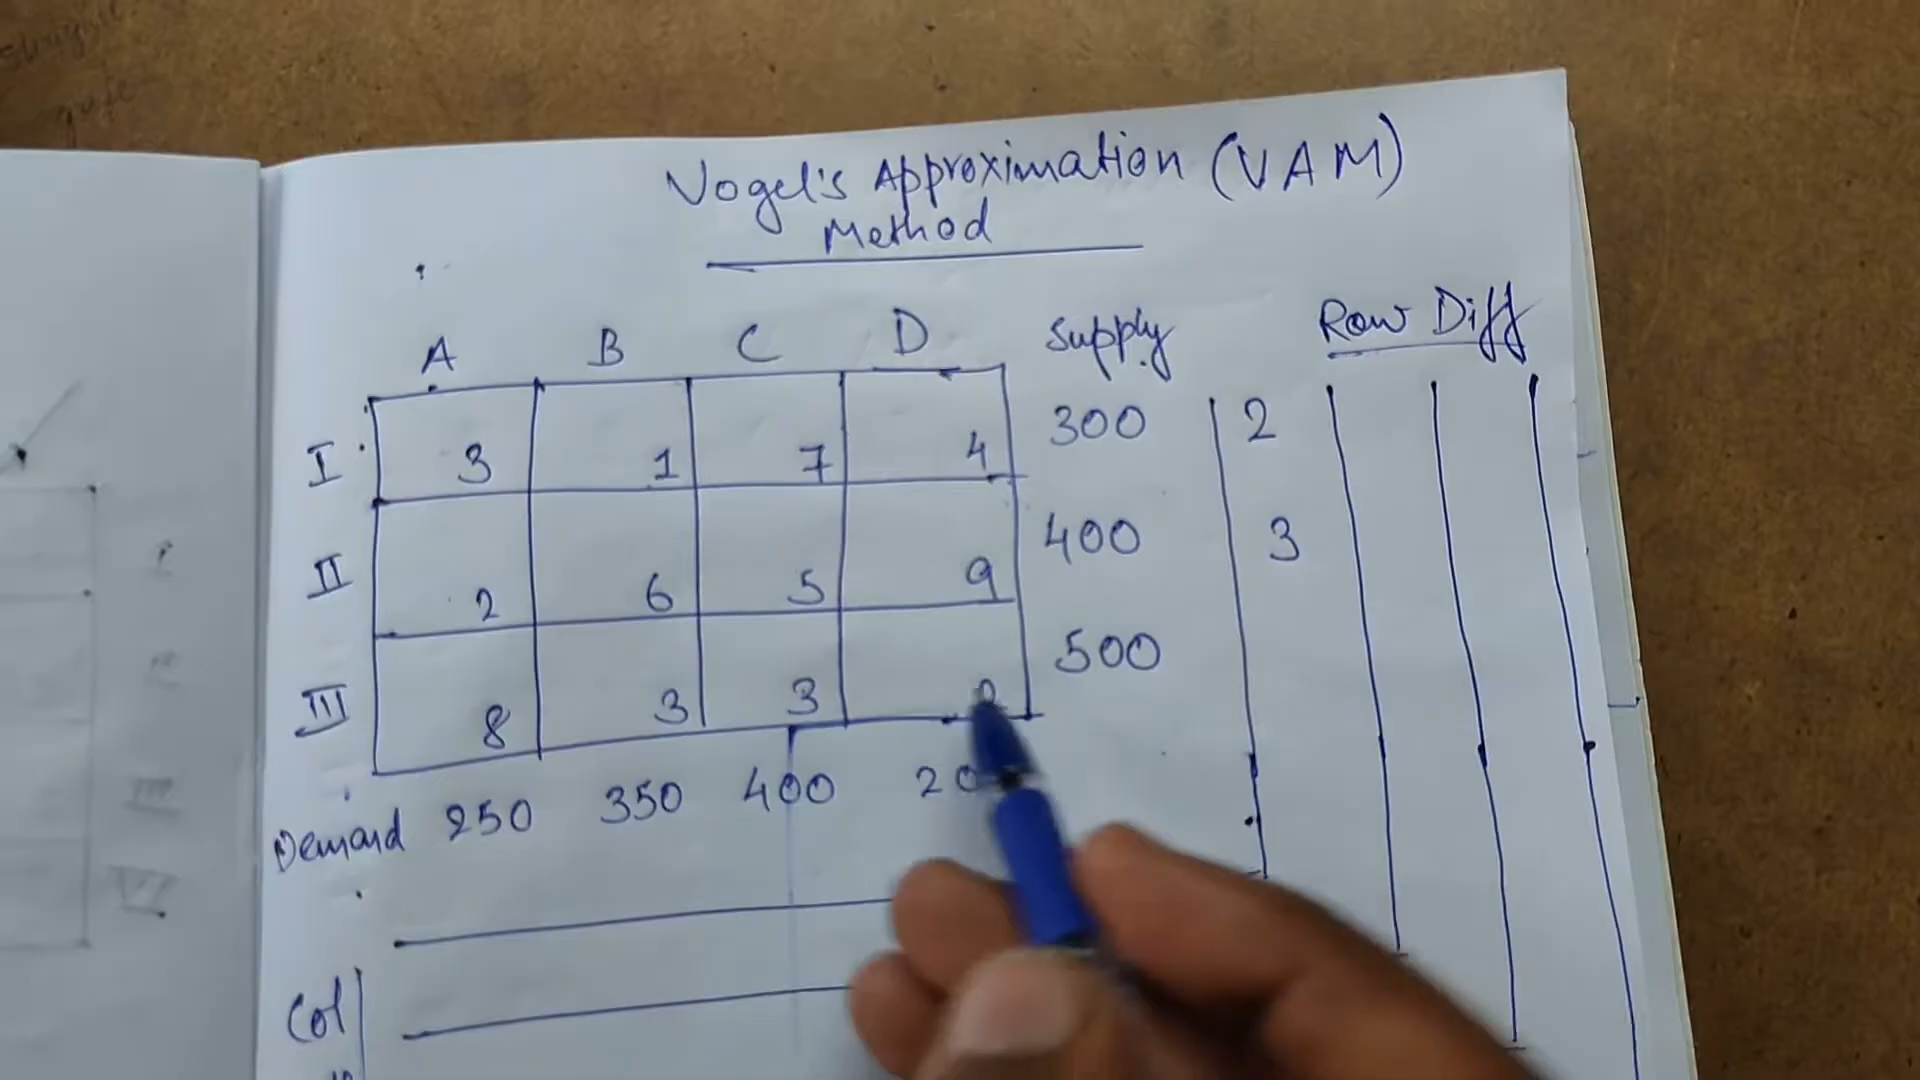 Vogel's Approximation (VAM)
Method
A B C D Supply Row Diff
I 3 1 7 4 300 2
II 2 6 5 9 400 3
III 8 3 3 500
Demand 250 350 400
Col